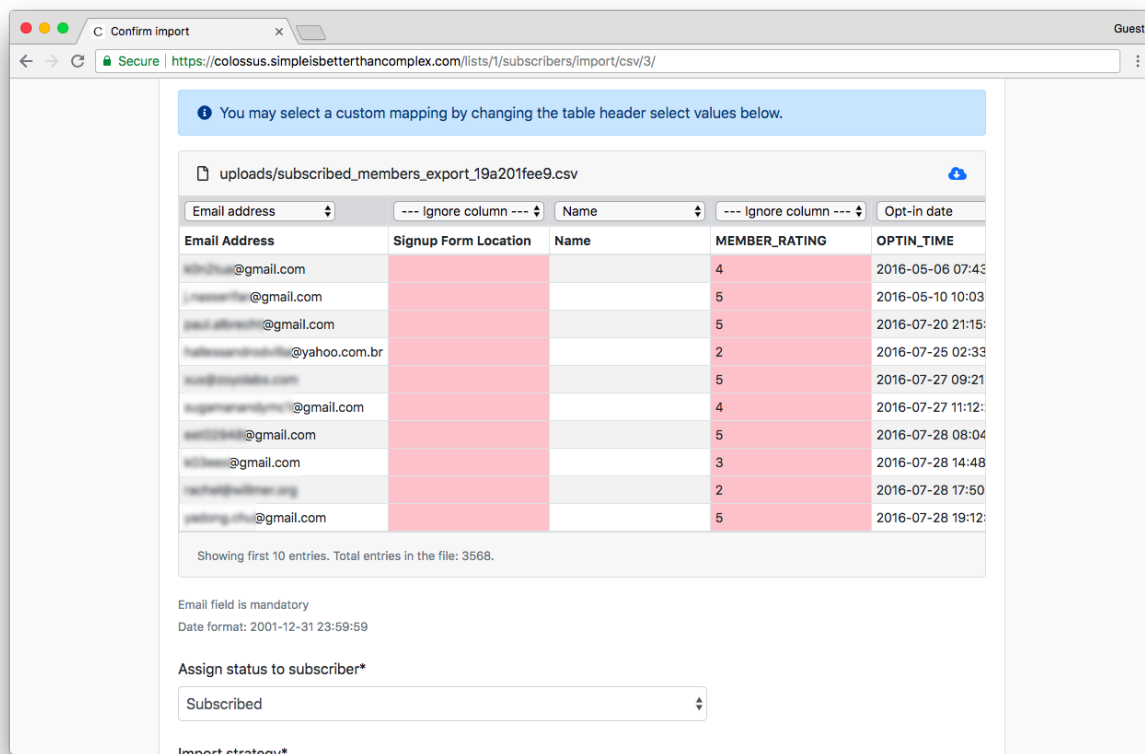 Confirm import
Guest
Secure https://colossus.simpleisbetterthancomplex.com/lists/1/subscribers/import/csv/3/
You may select a custom mapping by changing the table header select values below.
uploads/subscribed_members_export_19a201fee9.csv
Email address --- Ignore column --- Name --- Ignore column --- Opt-in date
Email Address Signup Form Location Name MEMBER_RATING OPTIN_TIME
@gmail.com 4 2016-05-06 07:43
@gmail.com 5 2016-05-10 10:03
@gmail.com 5 2016-07-20 21:15:
@yahoo.com.br 2 2016-07-25 02:33
5 2016-07-27 09:21
@gmail.com 4 2016-07-27 11:12:
@gmail.com 5 2016-07-28 08:04
@gmail.com 3 2016-07-28 14:48
2 2016-07-28 17:50
@gmail.com 5 2016-07-28 19:12:
Showing first 10 entries. Total entries in the file: 3568.
Email field is mandatory
Date format: 2001-12-31 23:59:59
Assign status to subscriber*
Subscribed
Import strategy*